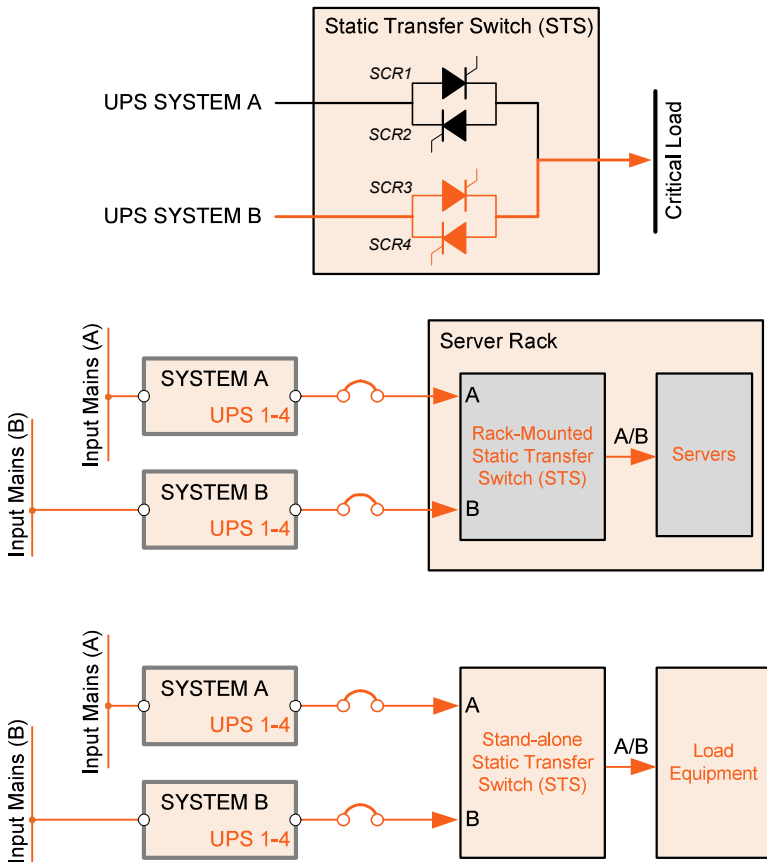 Static Transfer Switch (STS)
SCR1
UPS SYSTEM A
SCR2
SCR3
UPS SYSTEM B
SCR4
Critical Load
Input Mains (A)
Input Mains (B)
SYSTEM A
UPS 1-4
SYSTEM B
UPS 1-4
Server Rack
A
Rack-Mounted
Static Transfer
Switch (STS)
B
A/B
Servers
Input Mains (A)
Input Mains (B)
SYSTEM A
UPS 1-4
SYSTEM B
UPS 1-4
A
Stand-alone
Static Transfer
Switch (STS)
B
A/B
Load
Equipment